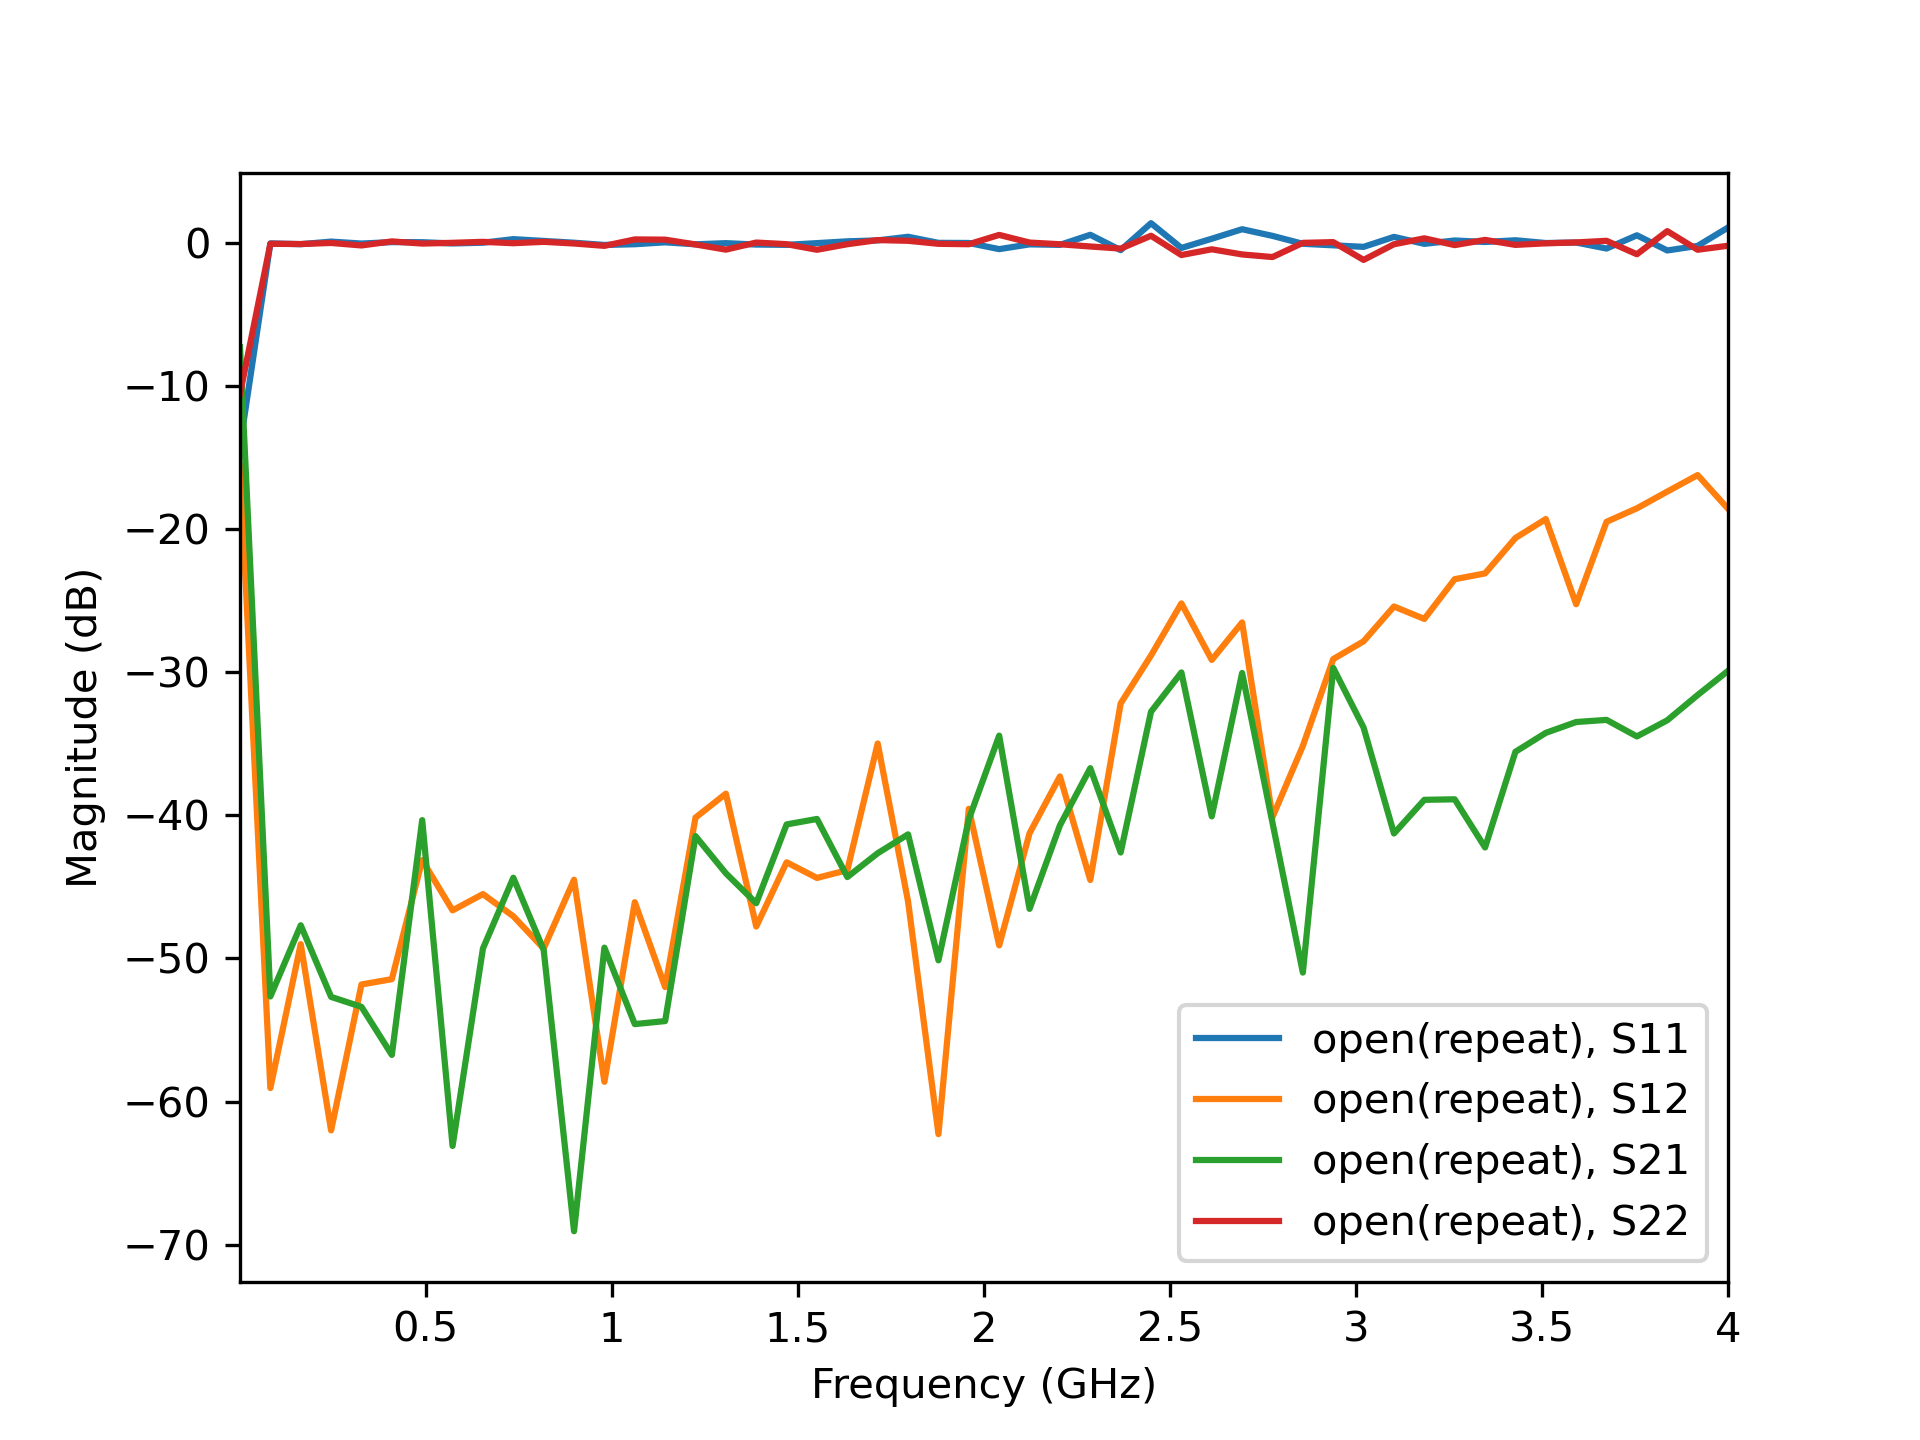 0
−10
−20
−30
−40
−50
−60
−70
Magnitude (dB)
open(repeat), S11
open(repeat), S12
open(repeat), S21
open(repeat), S22
0.5 1 1.5 2 2.5 3 3.5 4
Frequency (GHz)